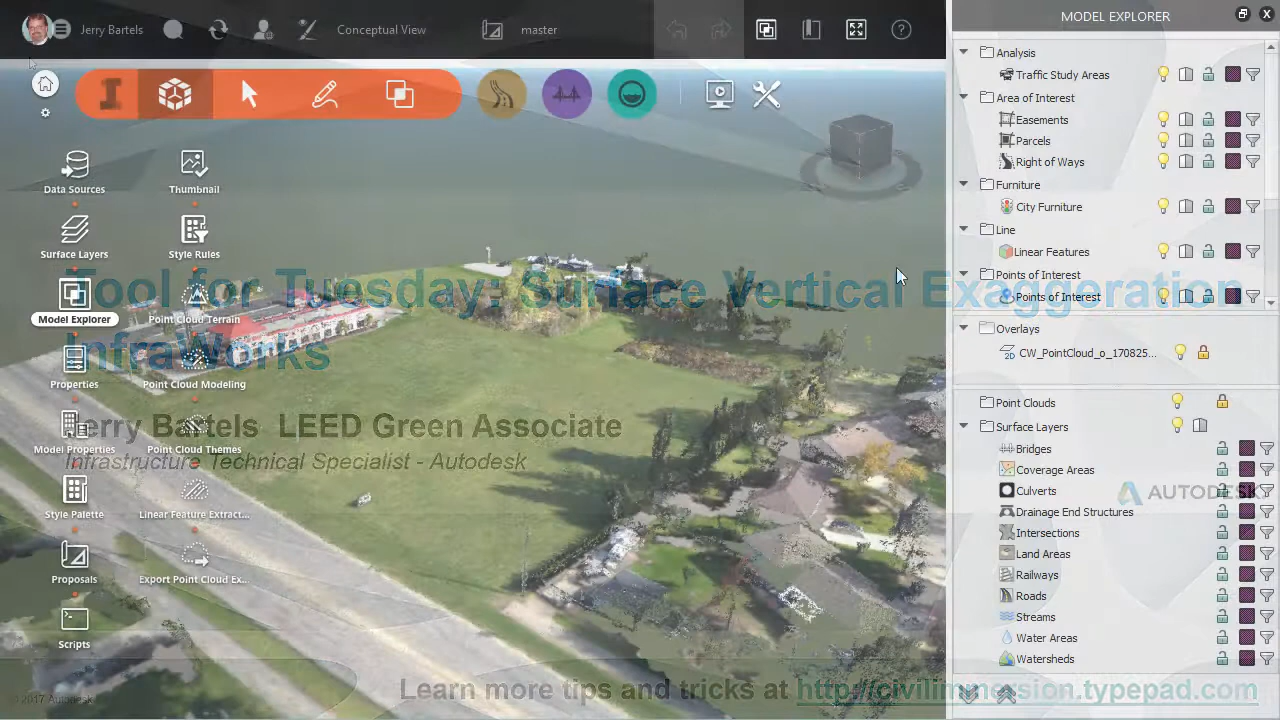 Jerry Bartels
Conceptual View
master
MODEL EXPLORER
Analysis
Traffic Study Areas
Area of Interest
Easements
Parcels
Right of Ways
Furniture
City Furniture
Line
Linear Features
Points of Interest
Points of Interest
Overlays
CW_PointCloud_o_170825...
Point Clouds
Surface Layers
Bridges
Coverage Areas
Culverts
Drainage End Structures
Intersections
Land Areas
Railways
Roads
Streams
Water Areas
Watersheds
Data Sources
Thumbnail
Surface Layers
Style Rules
Model Explorer
Point Cloud Terrain
Properties
Point Cloud Modeling
Model Properties
Point Cloud Themes
Style Palette
Linear Feature Extract...
Proposals
Export Point Cloud Ex...
Scripts
Tool for Tuesday: Surface Vertical Exaggeration
InfraWorks
Jerry Bartels LEED Green Associate
Infrastructure Technical Specialist - Autodesk
AUTODESK
© 2017 Autodesk
Learn more tips and tricks at http://civilimmersion.typepad.com